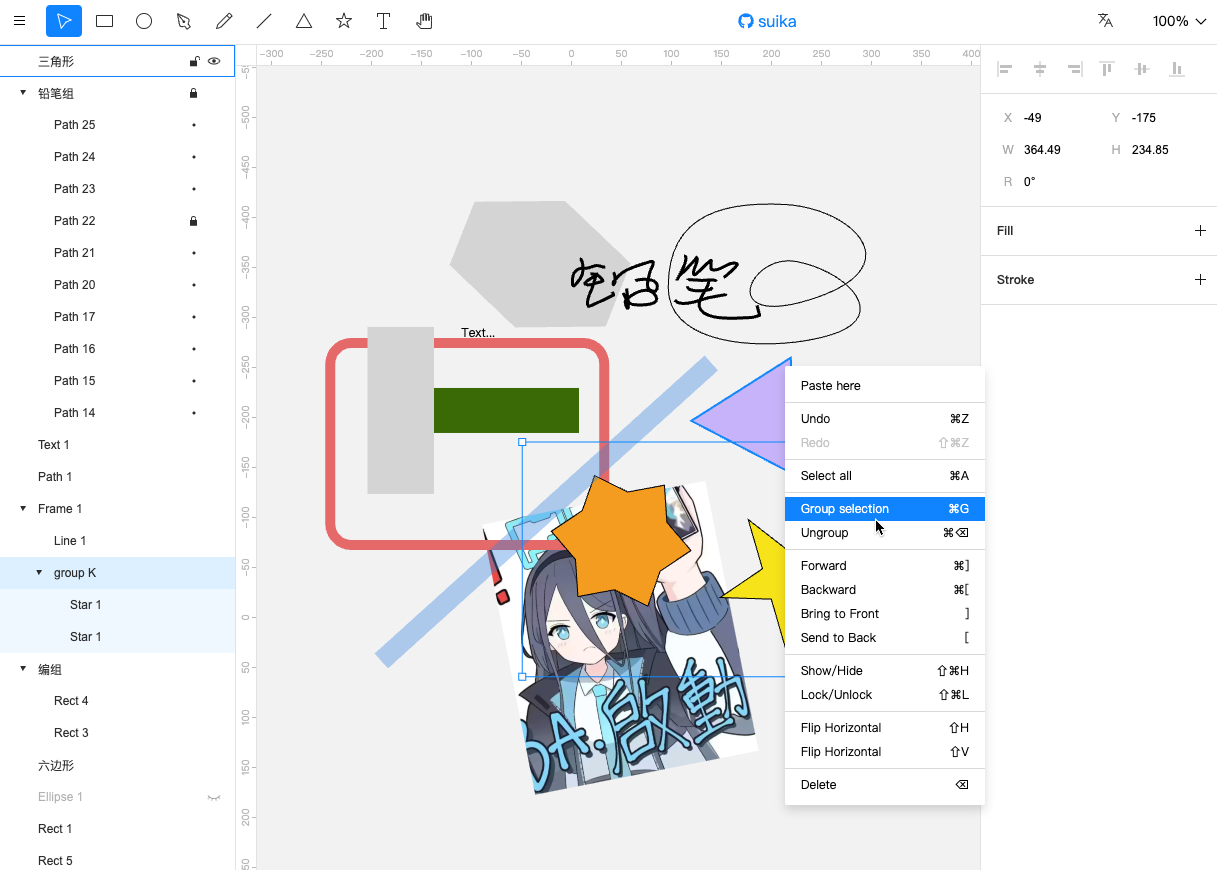 suika
100%
三角形
铅笔组
Path 25
Path 24
Path 23
Path 22
Path 21
Path 20
Path 17
Path 16
Path 15
Path 14
Text 1
Path 1
Frame 1
Line 1
group K
Star 1
Star 1
编组
Rect 4
Rect 3
六边形
Ellipse 1
Rect 1
Rect 5
-300 -250 -200 -150 -100 -50 0 50 100 150 200 250 300 350 400
-500
-450
-400
-350
-300
-250
-200
-150
-100
-50
0
50
100
150
200
铅笔
Text...
A.啟動
Paste here
Undo ⌘Z
Redo ⇧⌘Z
Select all ⌘A
Group selection ⌘G
Ungroup ⌘⌫
Forward ⌘]
Backward ⌘[
Bring to Front ]
Send to Back [
Show/Hide ⇧⌘H
Lock/Unlock ⇧⌘L
Flip Horizontal ⇧H
Flip Horizontal ⇧V
Delete ⌫
X -49 Y -175
W 364.49 H 234.85
R 0°
Fill
Stroke